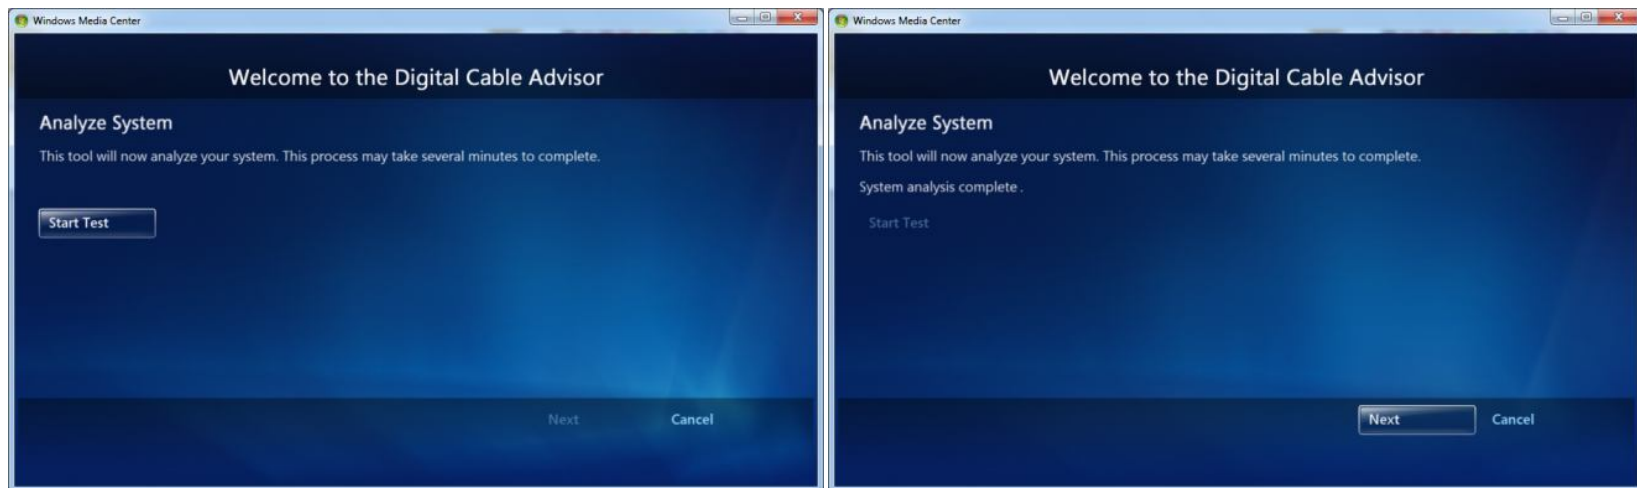 Windows Media Center
Welcome to the Digital Cable Advisor
Analyze System
This tool will now analyze your system. This process may take several minutes to complete.
Start Test
Next
Cancel
Windows Media Center
Welcome to the Digital Cable Advisor
Analyze System
This tool will now analyze your system. This process may take several minutes to complete.
System analysis complete .
Start Test
Next
Cancel